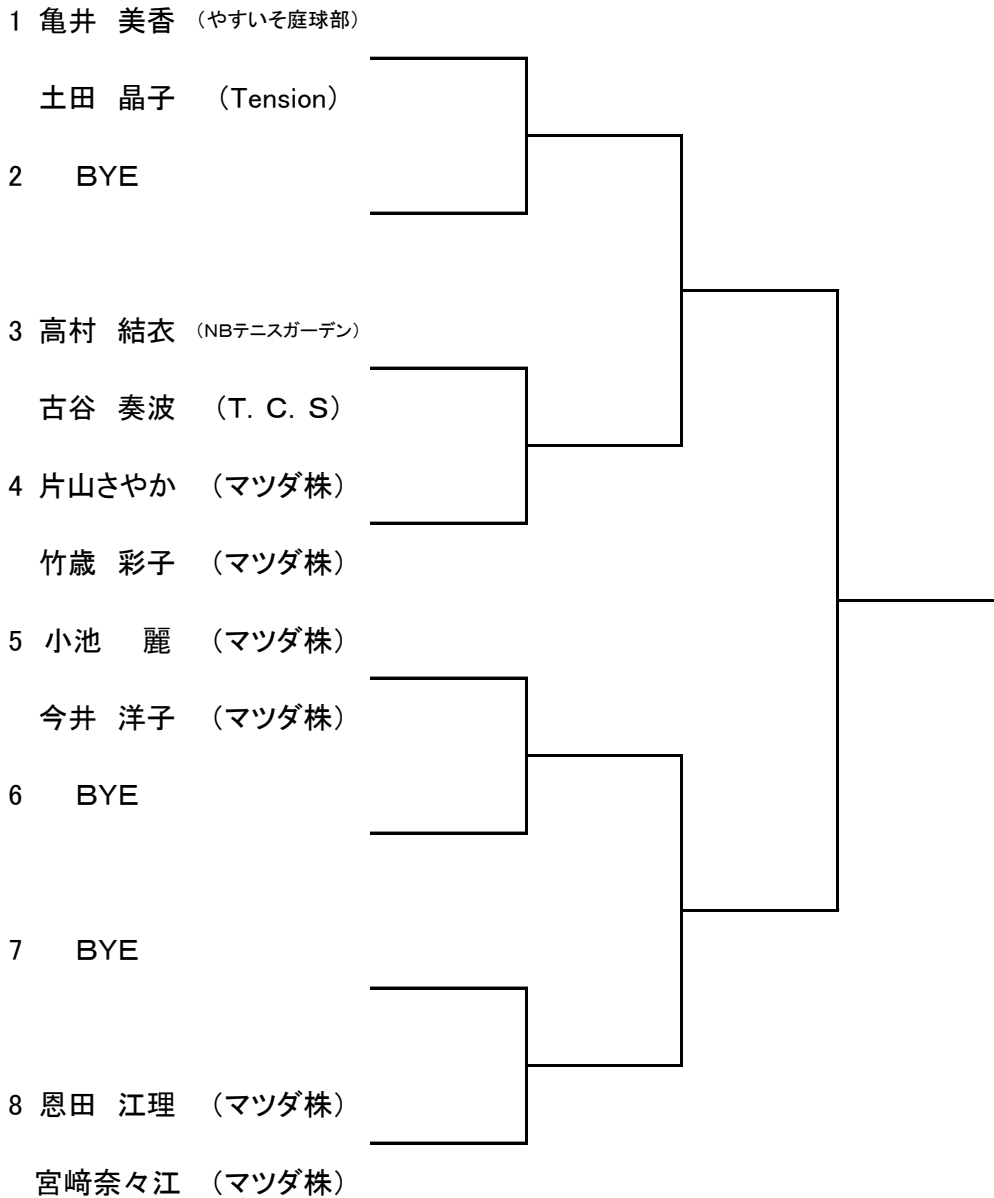 1 亀井 美香 （やすいそ庭球部）
土田 晶子 （Tension）
2 BYE
3 高村 結衣 （NBテニスガーデン）
古谷 奏波 （T．C．S）
4 片山さやか （マツダ株）
竹歳 彩子 （マツダ株）
5 小池 麗 （マツダ株）
今井 洋子 （マツダ株）
6 BYE
7 BYE
8 恩田 江理 （マツダ株）
宮﨑奈々江 （マツダ株）